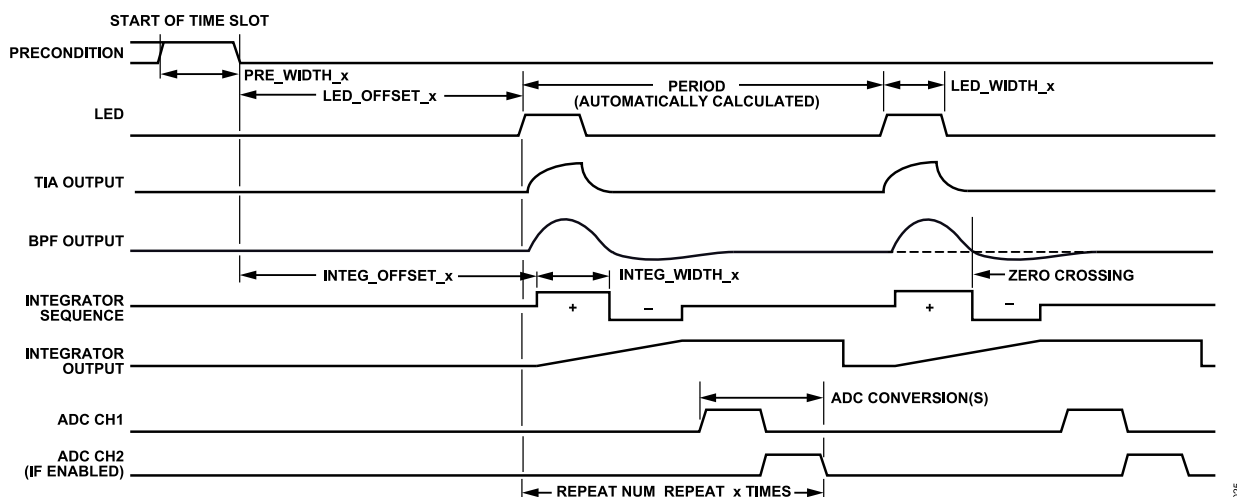 START OF TIME SLOT
PRECONDITION
PRE_WIDTH_x
LED_OFFSET_x
PERIOD
(AUTOMATICALLY CALCULATED)
LED_WIDTH_x
LED
TIA OUTPUT
BPF OUTPUT
INTEG_OFFSET_x
INTEG_WIDTH_x
ZERO CROSSING
INTEGRATOR
SEQUENCE
+
–
+
–
INTEGRATOR
OUTPUT
ADC CONVERSION(S)
ADC CH1
ADC CH2
(IF ENABLED)
REPEAT NUM_REPEAT_x TIMES